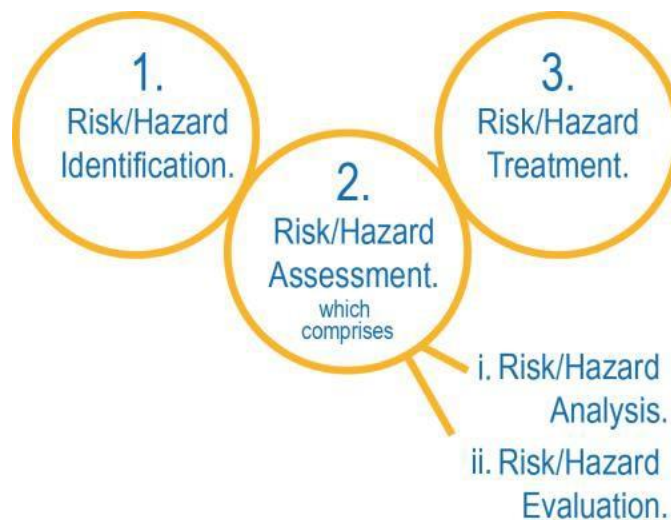 1.
Risk/Hazard
Identification.
2.
Risk/Hazard
Assessment.
which
comprises
i. Risk/Hazard
Analysis.
ii. Risk/Hazard
Evaluation.
3.
Risk/Hazard
Treatment.